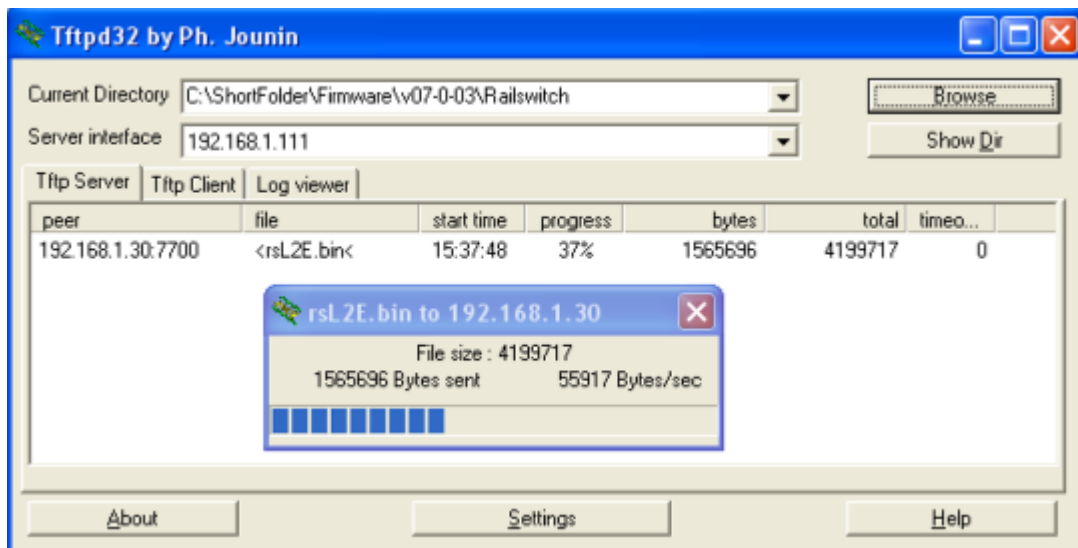 Tftpd32 by Ph. Jounin
Current Directory C:\ShortFolder\Firmware\v07-0-03\Railswitch Browse
Server interface 192.168.1.111 Show Dir
Tftp Server Tftp Client Log viewer
peer file start time progress bytes total timeo...
192.168.1.30:7700 <rsL2E.bin< 15:37:48 37% 1565696 4199717 0
rsL2E.bin to 192.168.1.30
File size : 4199717
1565696 Bytes sent 55917 Bytes/sec
About Settings Help